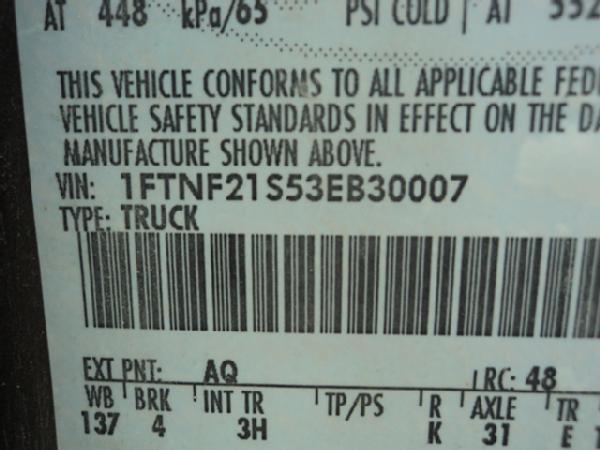 AT 448 kPa/65 PSI COLD AT 552
THIS VEHICLE CONFORMS TO ALL APPLICABLE
VEHICLE SAFETY STANDARDS IN EFFECT ON THE
MANUFACTURE SHOWN ABOVE.
VIN: 1FTNF21S53EB30007
TYPE: TRUCK
EXT PNT: AQ RC: 48
WB BRK INT TR TP/PS R AXLE TR
137 4 3H K 31 E